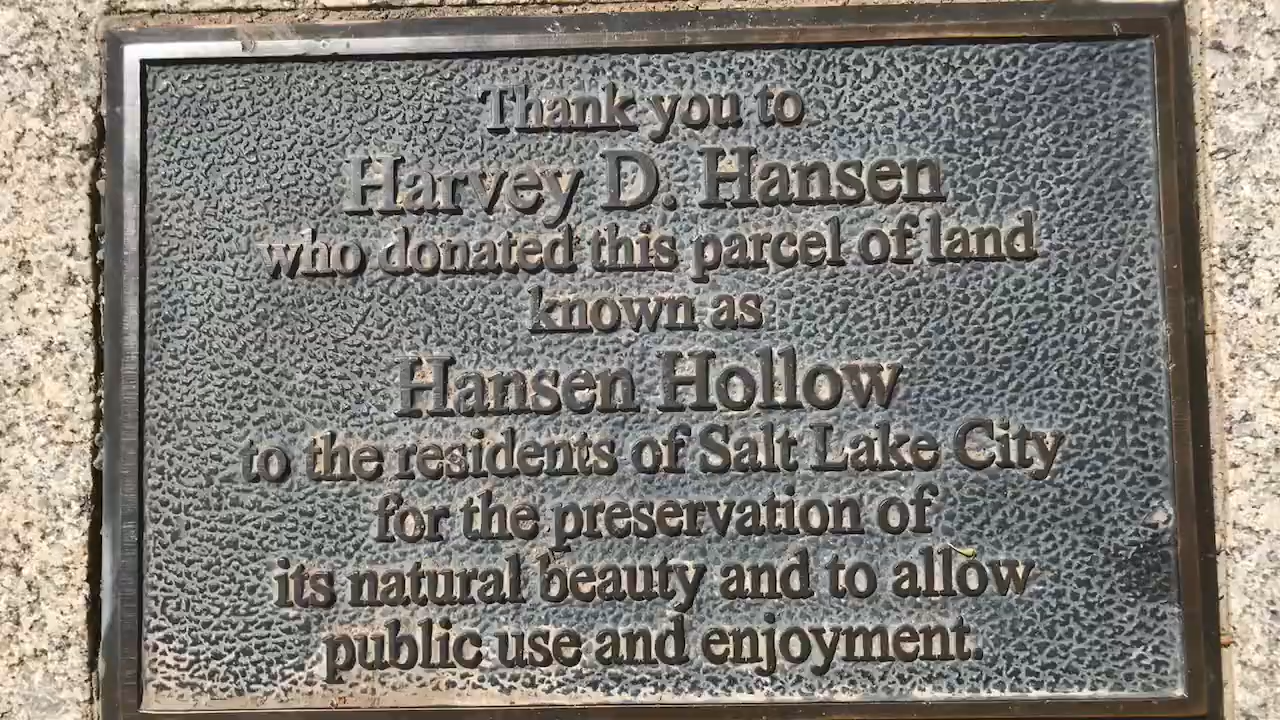 Thank you to
Harvey D. Hansen
who donated this parcel of land
known as
Hansen Hollow
to the residents of Salt Lake City
for the preservation of
its natural beauty and to allow
public use and enjoyment.